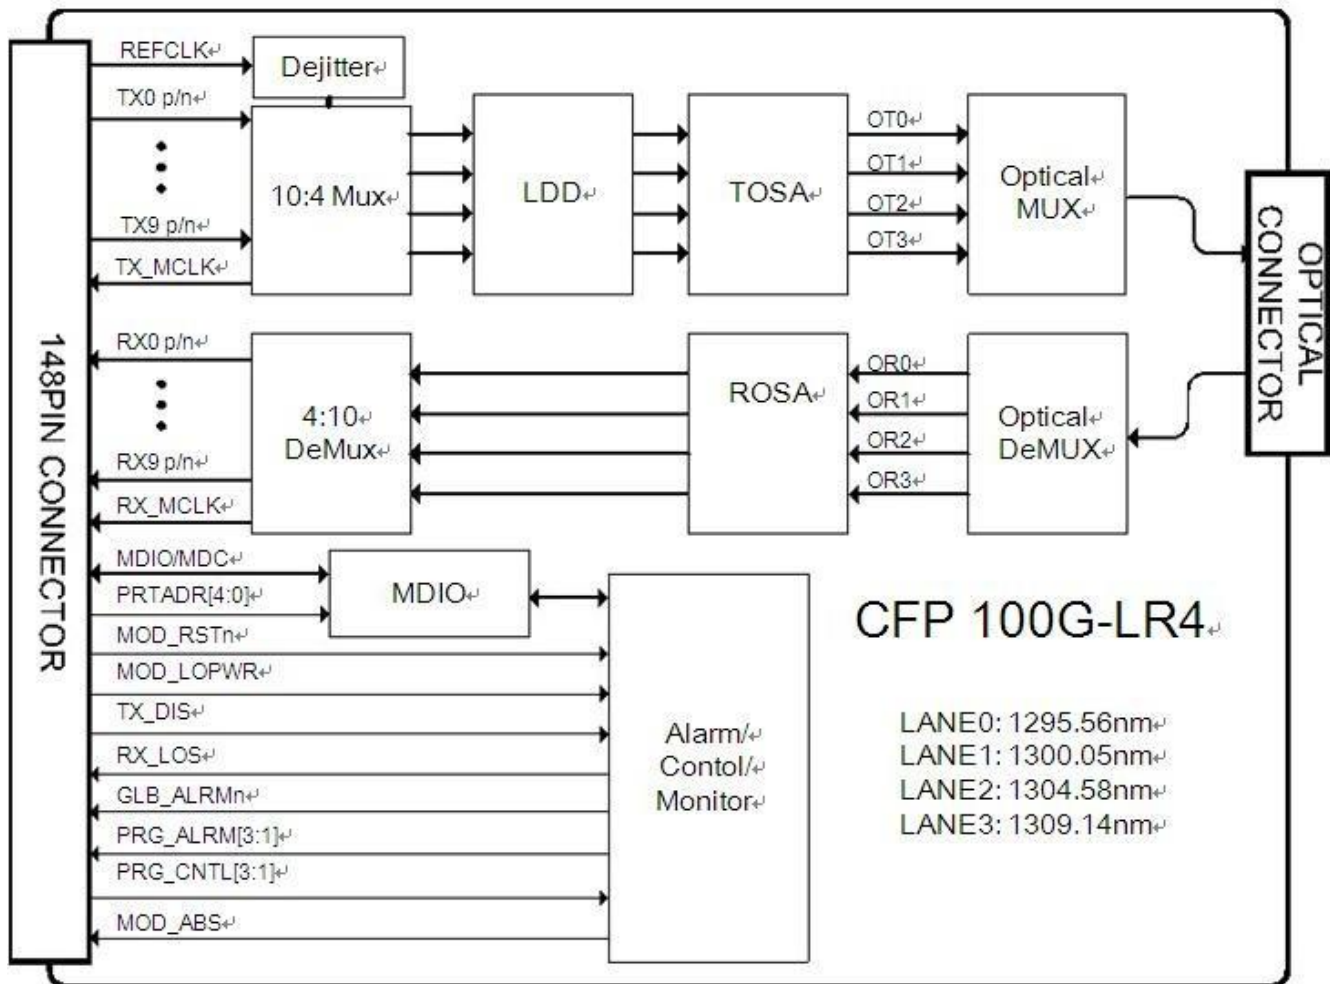 REFCLK↵
Dejitter↵
TX0 p/n↵
TX9 p/n↵
TX_MCLK↵
10:4 Mux↵
LDD↵
TOSA↵
OT0↵
OT1↵
OT2↵
OT3↵
Optical↵
MUX↵
OPTICAL
CONNECTOR
148PIN CONNECTOR
RX0 p/n↵
RX9 p/n↵
RX_MCLK↵
4:10↵
DeMux↵
ROSA↵
OR0↵
OR1↵
OR2↵
OR3↵
Optical↵
DeMUX↵
MDIO/MDC↵
PRTADR[4:0]↵
MOD_RSTn↵
MOD_LOPWR↵
TX_DIS↵
RX_LOS↵
GLB_ALRMn↵
PRG_ALRM[3:1]↵
PRG_CNTL[3:1]↵
MOD_ABS↵
MDIO↵
Alarm/↵
Contol/↵
Monitor↵
CFP 100G-LR4↵
LANE0: 1295.56nm↵
LANE1: 1300.05nm↵
LANE2: 1304.58nm↵
LANE3: 1309.14nm↵